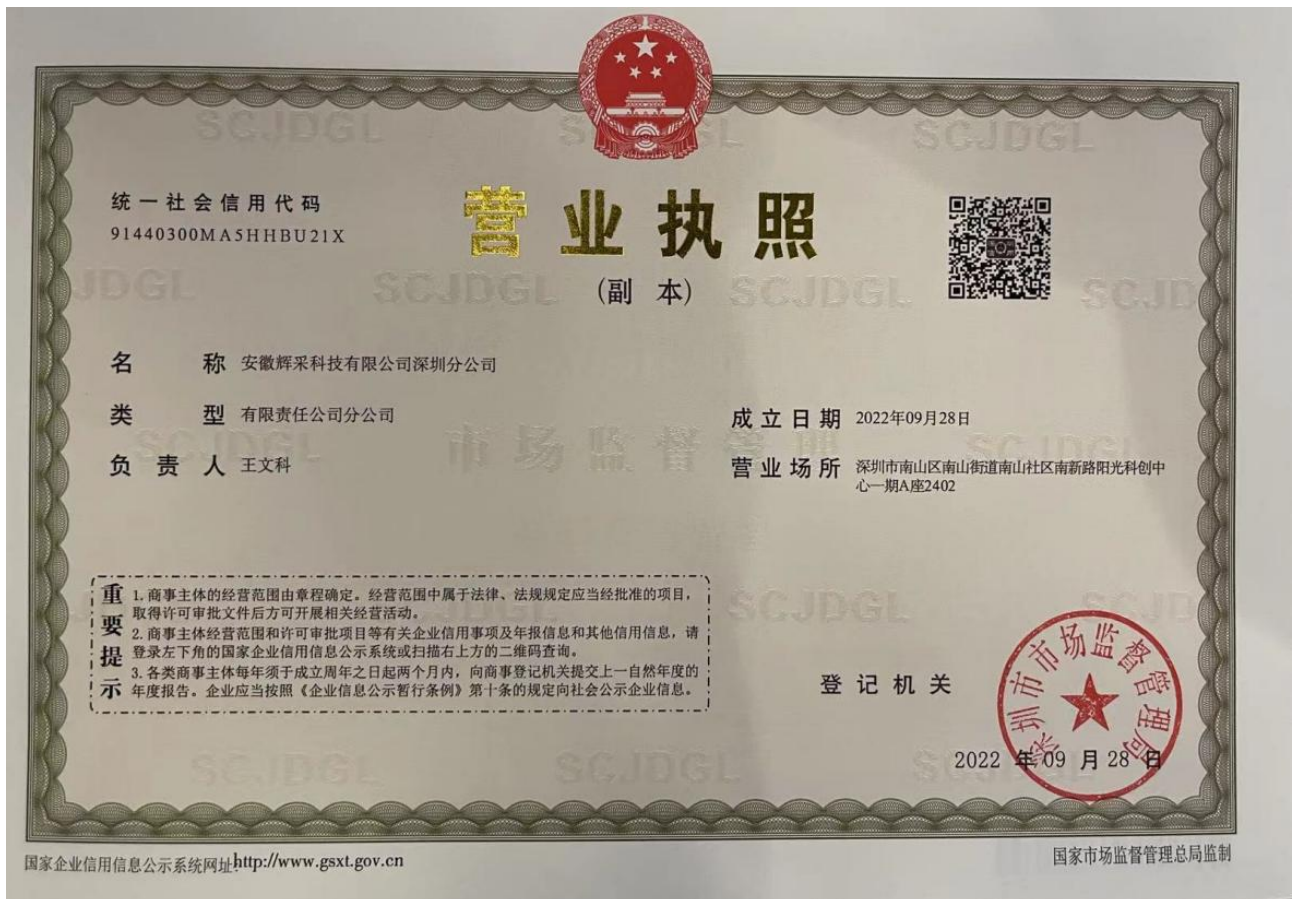 统一社会信用代码
91440300MA5HHBU21X
营业执照
(副 本)
名 称 安徽辉采科技有限公司深圳分公司
类 型 有限责任公司分公司
负 责 人 王文科
成立日期 2022年09月28日
营业场所 深圳市南山区南山街道南山社区南新路阳光科创中
心一期A座2402
重要提示
1. 商事主体的经营范围由章程确定。经营范围中属于法律、法规规定应当经批准的项目，
取得许可审批文件后方可开展相关经营活动。
2. 商事主体经营范围和许可审批项目等有关企业信用事项及年报信息和其他信用信息，请
登录左下角的国家企业信用信息公示系统或扫描右上方的二维码查询。
3. 各类商事主体每年须于成立周年之日起两个月内，向商事登记机关提交上一自然年度的
年度报告。企业应当按照《企业信息公示暂行条例》第十条的规定向社会公示企业信息。
登记机关
深圳市市场监督管理局
2022 年 09 月 28 日
国家企业信用信息公示系统网址:http://www.gsxt.gov.cn
国家市场监督管理总局监制
SCJDGL
市场监督管理